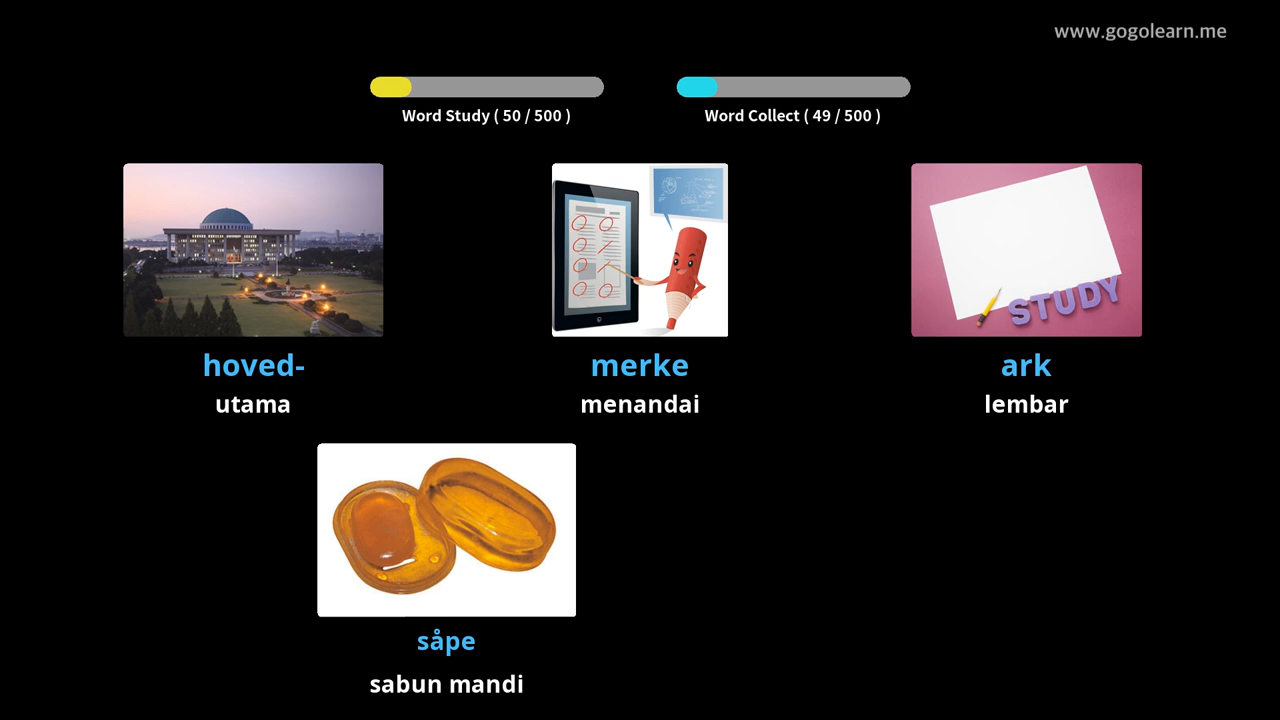 www.gogolearn.me
Word Study ( 50 / 500 )
Word Collect ( 49 / 500 )
STUDY
hoved-
utama
merke
menandai
ark
lembar
såpe
sabun mandi